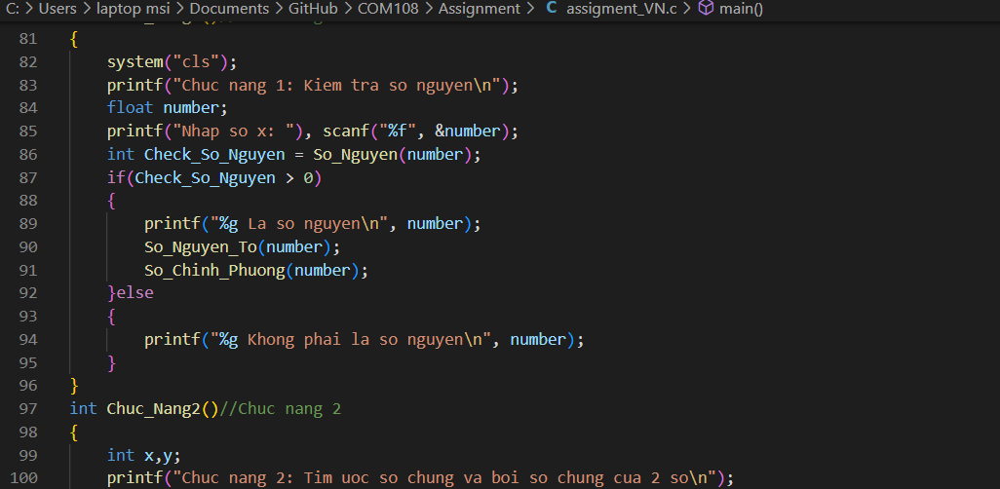 C: > Users > laptop msi > Documents > GitHub > COM108 > Assignment > C assigment_VN.c > main()
81 {
82 system("cls");
83 printf("Chuc nang 1: Kiem tra so nguyen\n");
84 float number;
85 printf("Nhap so x: "), scanf("%f", &number);
86 int Check_So_Nguyen = So_Nguyen(number);
87 if(Check_So_Nguyen > 0)
88 {
89 printf("%g La so nguyen\n", number);
90 So_Nguyen_To(number);
91 So_Chinh_Phuong(number);
92 }else
93 {
94 printf("%g Khong phai la so nguyen\n", number);
95 }
96 }
97 int Chuc_Nang2()//Chuc nang 2
98 {
99 int x,y;
100 printf("Chuc nang 2: Tim uoc so chung va boi so chung cua 2 so\n");